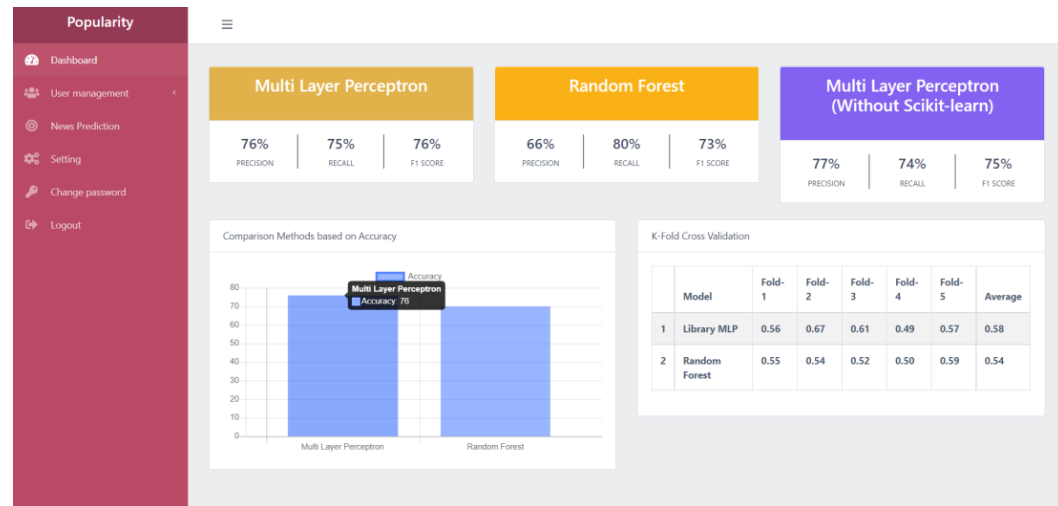 Popularity
Dashboard
User management
News Prediction
Setting
Change password
Logout
Multi Layer Perceptron
76% 75% 76%
PRECISION RECALL F1 SCORE
Random Forest
66% 80% 73%
PRECISION RECALL F1 SCORE
Multi Layer Perceptron
(Without Scikit-learn)
77% 74% 75%
PRECISION RECALL F1 SCORE
Comparison Methods based on Accuracy
Accuracy
Multi Layer Perceptron
Accuracy: 76
80
70
60
50
40
30
20
10
0
Multi Layer Perceptron Random Forest
K-Fold Cross Validation
Model Fold-1 Fold-2 Fold-3 Fold-4 Fold-5 Average
1 Library MLP 0.56 0.67 0.61 0.49 0.57 0.58
2 Random Forest 0.55 0.54 0.52 0.50 0.59 0.54